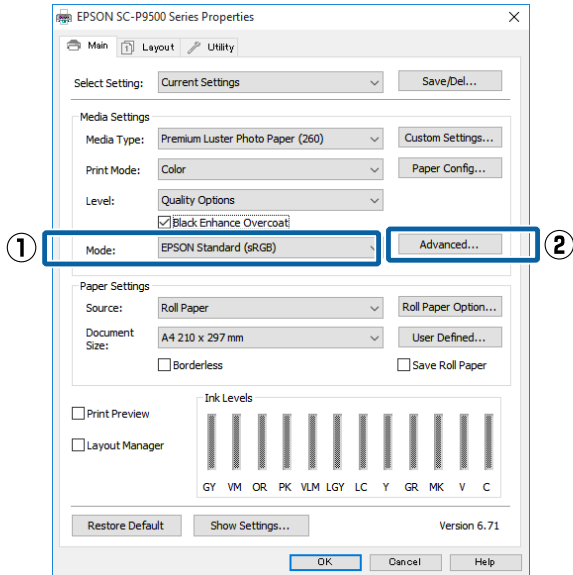 EPSON SC-P9500 Series Properties
Main Layout Utility
Select Setting: Current Settings Save/Del...
Media Settings
Media Type: Premium Luster Photo Paper (260) Custom Settings...
Print Mode: Color Paper Config...
Level: Quality Options
Black Enhance Overcoat
① Mode: EPSON Standard (sRGB) Advanced... ②
Paper Settings
Source: Roll Paper Roll Paper Option...
Document Size: A4 210 x 297 mm User Defined...
Borderless Save Roll Paper
Ink Levels
Print Preview
Layout Manager
GY VM OR PK VLM LGY LC Y GR MK V C
Restore Default Show Settings... Version 6.71
OK Cancel Help